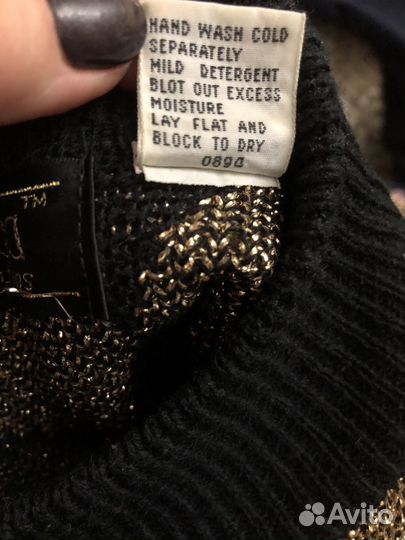 HAND WASH COLD
SEPARATELY
MILD DETERGENT
BLOT OUT EXCESS
MOISTURE
LAY FLAT AND
BLOCK TO DRY
0894
Avito